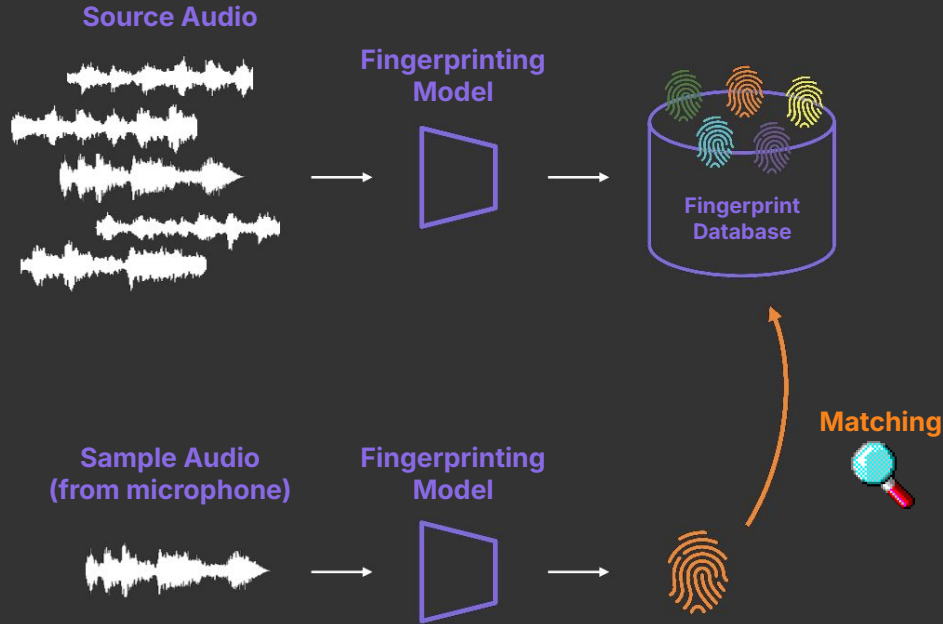 Source Audio
Fingerprinting
Model
Fingerprint
Database
Matching
Sample Audio
(from microphone)
Fingerprinting
Model